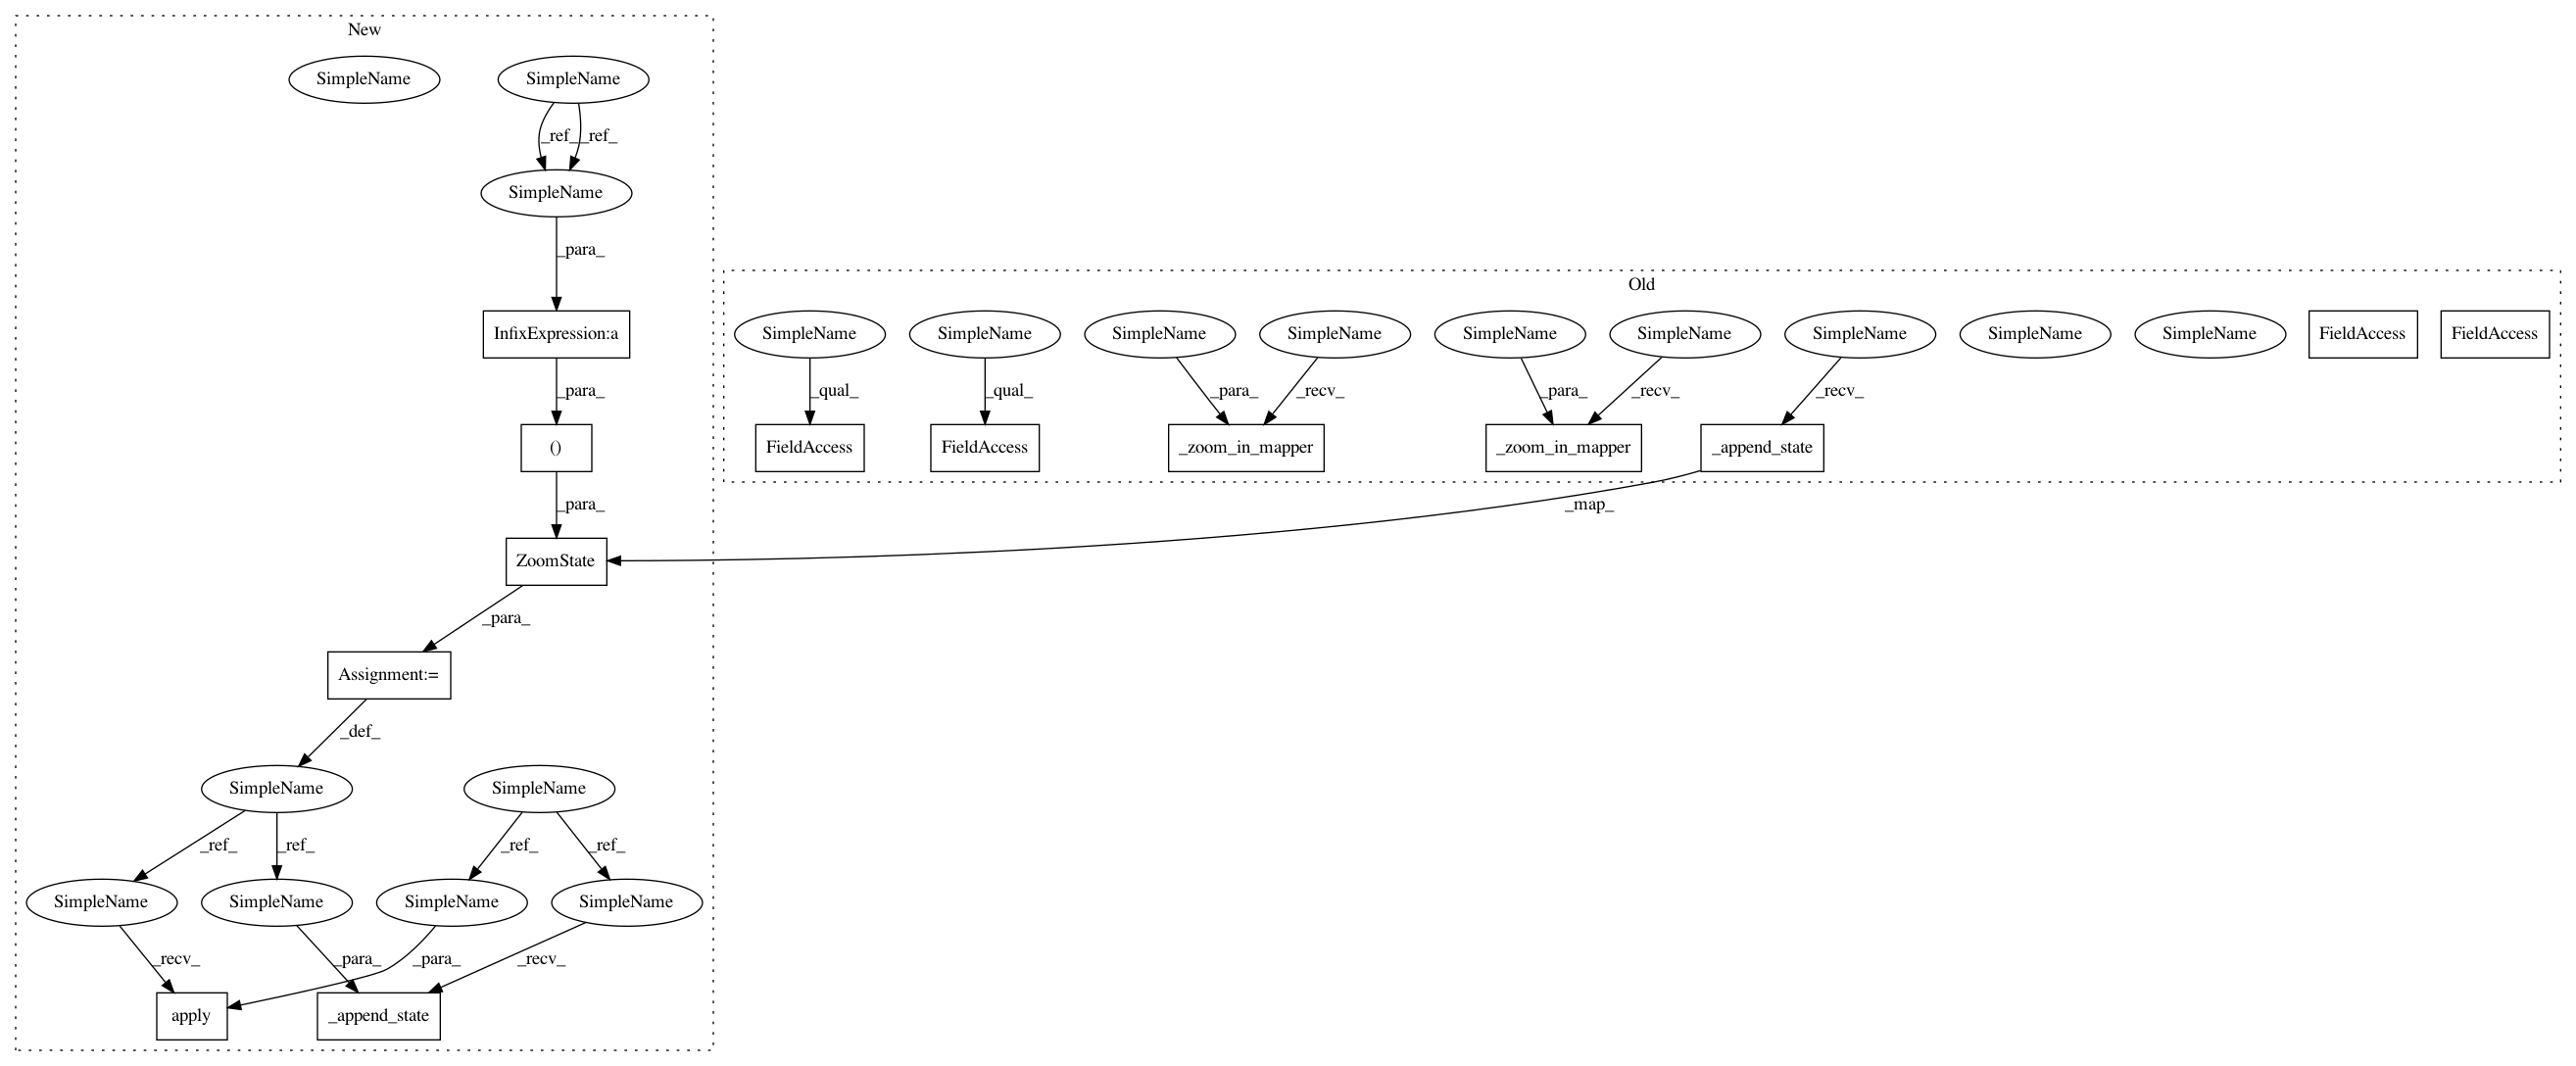 New
SimpleName
SimpleName
_ref_
_ref_
SimpleName
_para_
Old
InfixExpression:a
SimpleName
SimpleName
SimpleName
SimpleName
SimpleName
SimpleName
SimpleName
SimpleName
SimpleName
FieldAccess
FieldAccess
_para_
_qual_
_qual_
_para_
_recv_
_para_
_recv_
_recv_
()
FieldAccess
FieldAccess
_zoom_in_mapper
_zoom_in_mapper
_append_state
_para_
_map_
ZoomState
_para_
Assignment:=
_def_
SimpleName
SimpleName
_ref_
_ref_
_ref_
_ref_
SimpleName
SimpleName
SimpleName
SimpleName
_recv_
_para_
_para_
_recv_
apply
_append_state